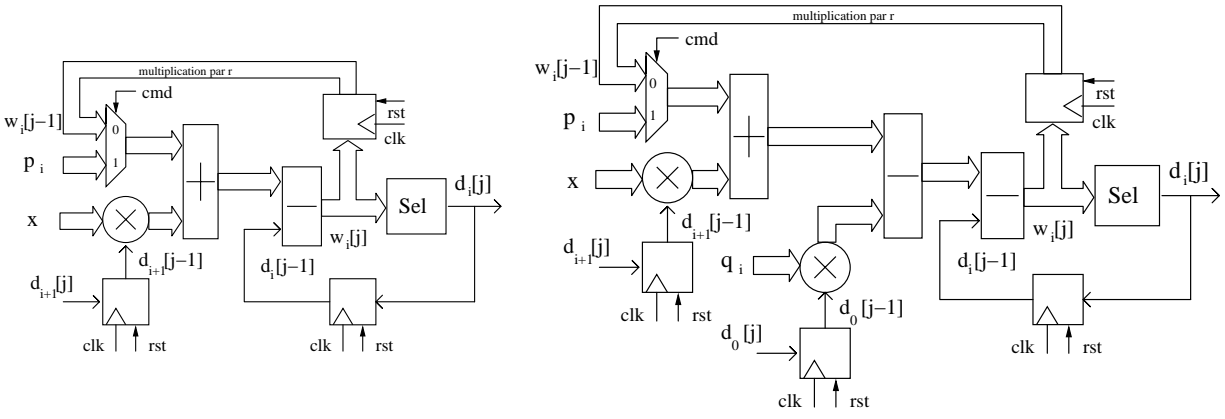 multiplication par r
cmd
w_i[j−1]
0
rst
clk
p_i
1
+
x
×
−
Sel
d_i[j]
w_i[j]
d_{i+1}[j−1]
d_i[j−1]
d_{i+1}[j]
clk
rst
clk
rst
multiplication par r
cmd
w_i[j−1]
0
rst
clk
p_i
1
+
−
x
×
−
Sel
d_i[j]
d_{i+1}[j−1]
w_i[j]
d_{i+1}[j]
q_i
×
d_i[j−1]
clk
rst
d_0[j−1]
d_0[j]
clk
rst
clk
rst